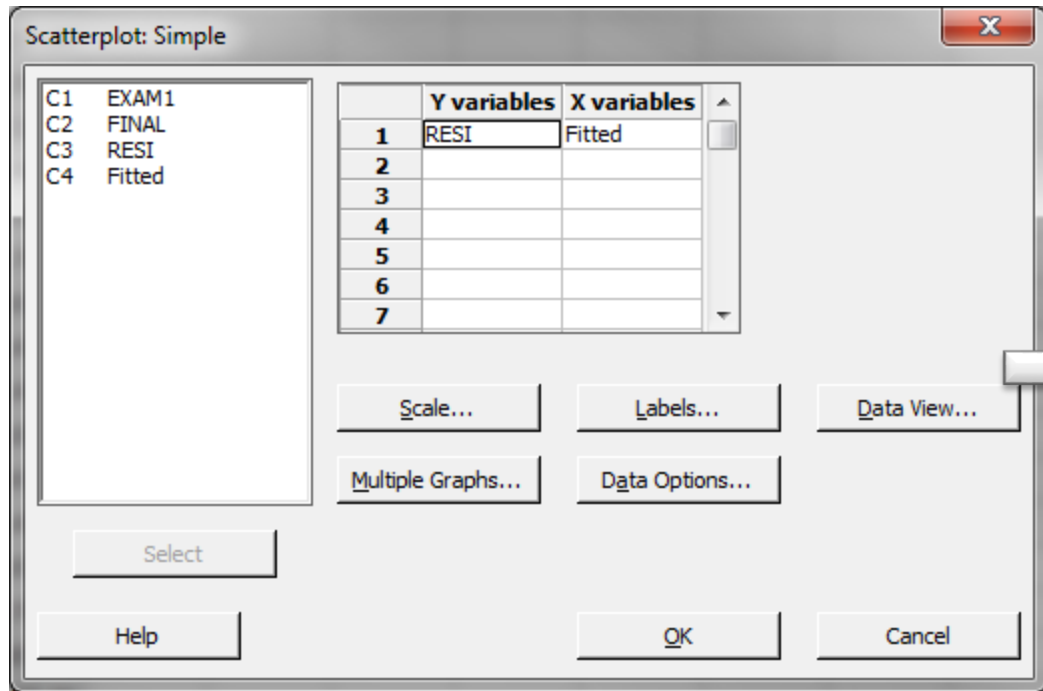 Scatterplot: Simple
x
C1 EXAM1
C2 FINAL
C3 RESI
C4 Fitted
Y variables X variables
1 RESI Fitted
2
3
4
5
6
7
Scale... Labels... Data View...
Multiple Graphs... Data Options...
Select
Help OK Cancel